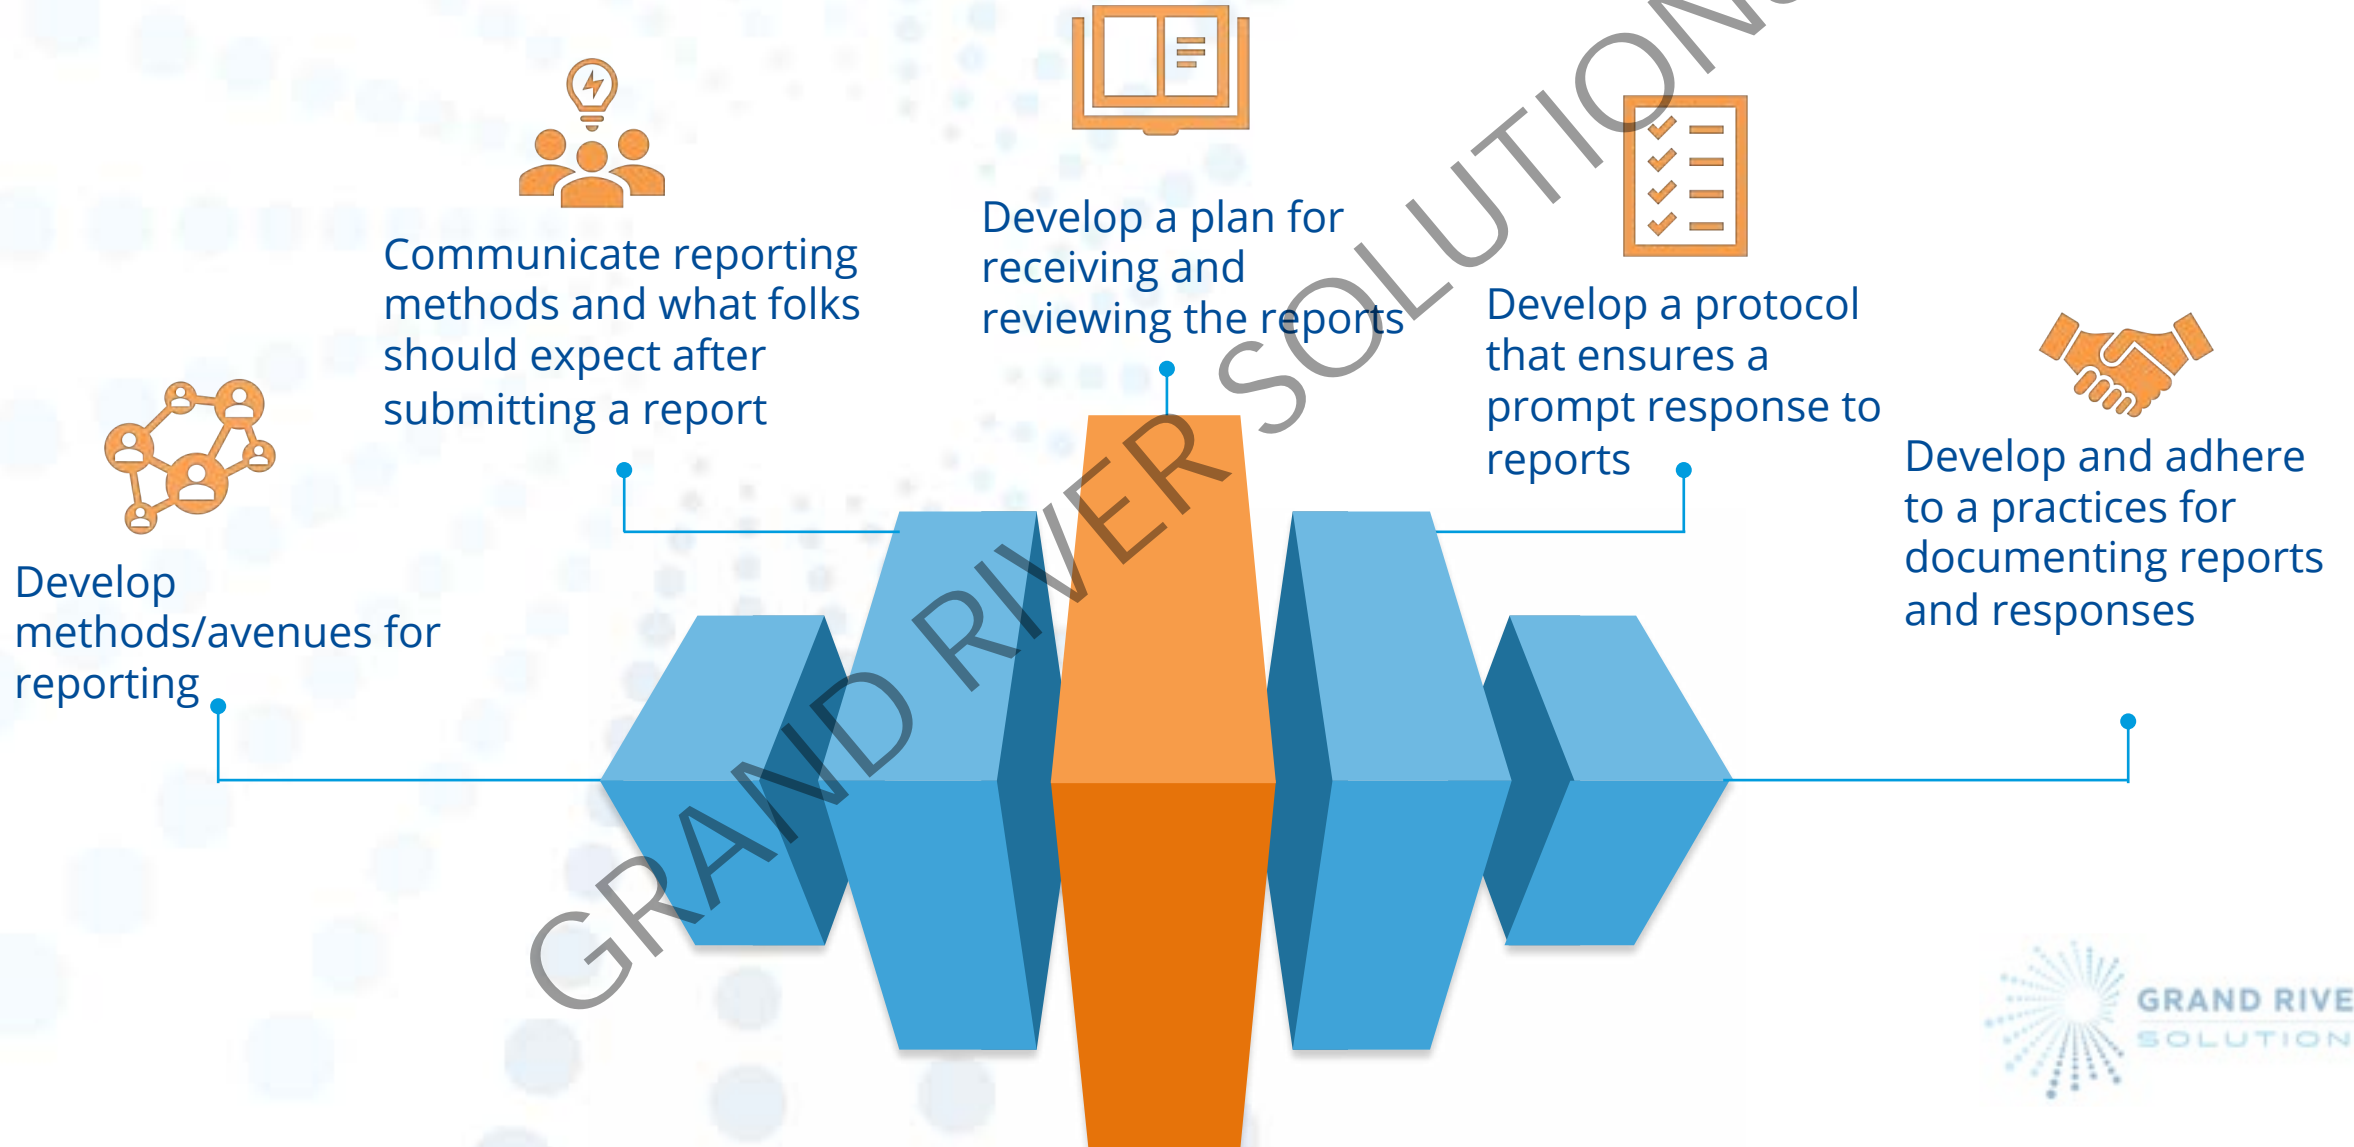 Develop
methods/avenues for
reporting
Communicate reporting
methods and what folks
should expect after
submitting a report
Develop a plan for
receiving and
reviewing the reports
Develop a protocol
that ensures a
prompt response to
reports
Develop and adhere
to a practices for
documenting reports
and responses
GRAND RIVER SOLUTIONS
GRAND RIVE
SOLUTION